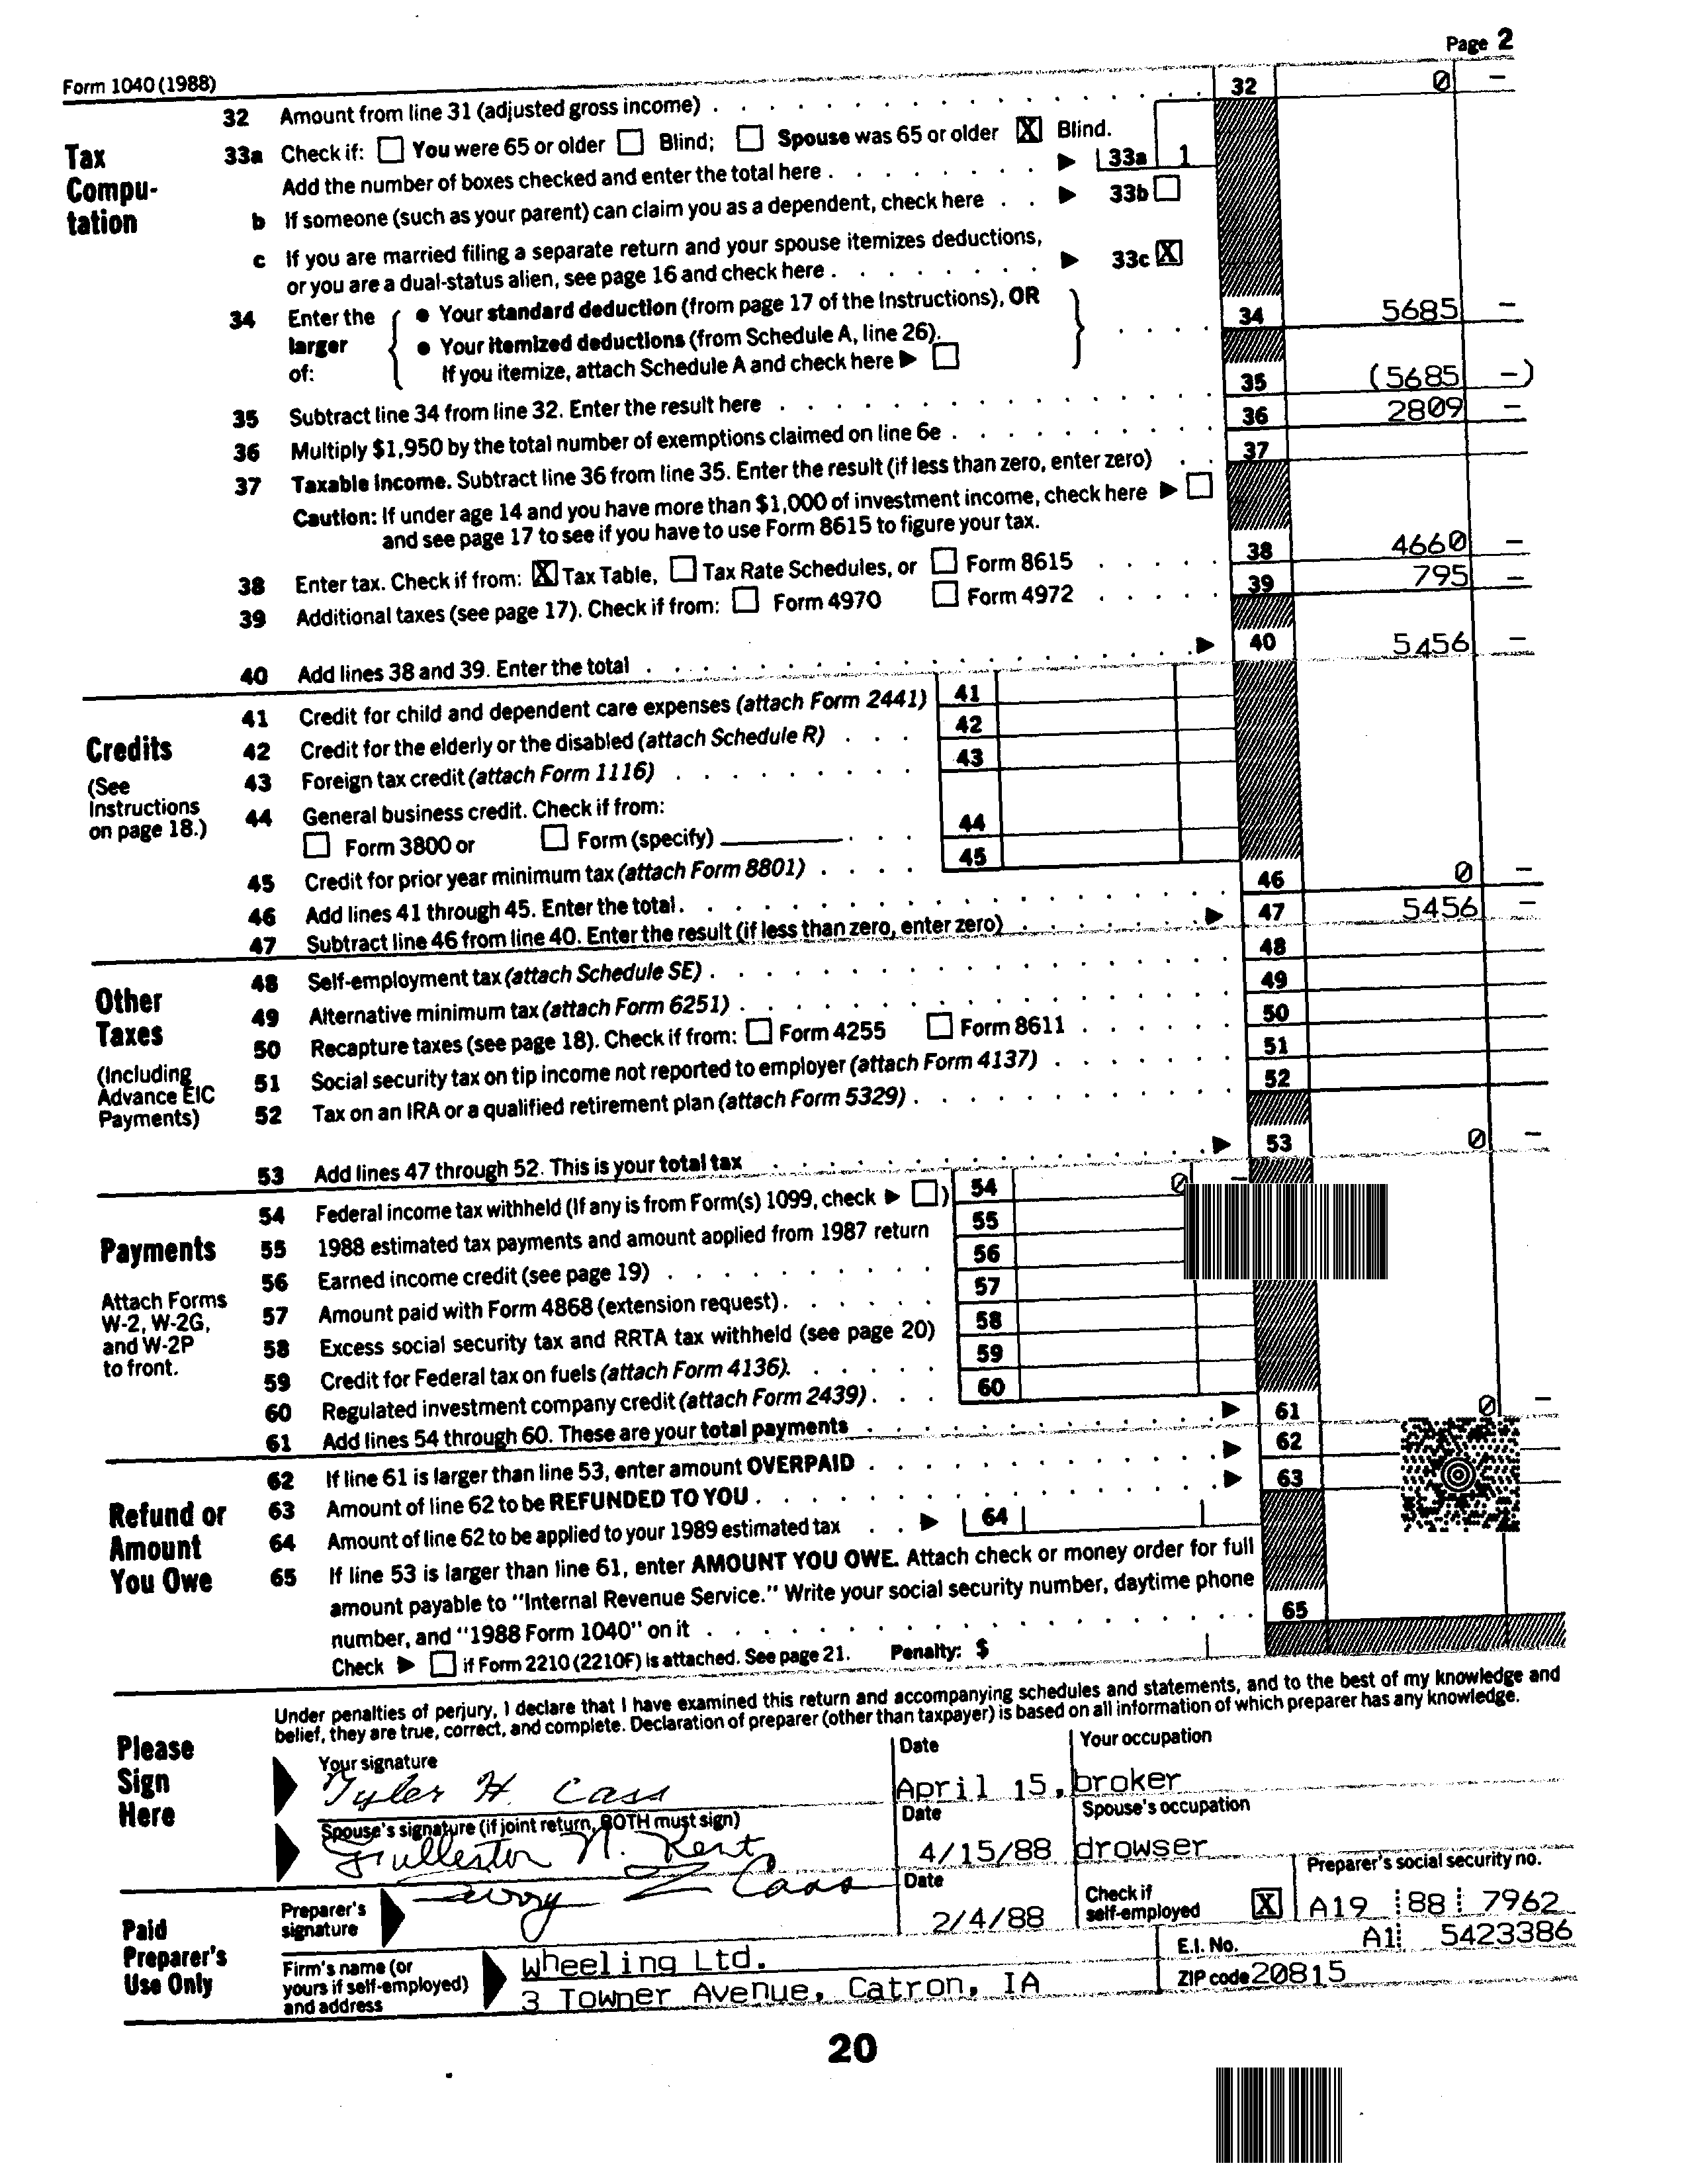 Form 1040 (1988) Page 2
Tax Computation
32 Amount from line 31 (adjusted gross income) 32 0 –
33a Check if: ☐ You were 65 or older ☐ Blind; ☐ Spouse was 65 or older ☒ Blind.
Add the number of boxes checked and enter the total here ▶ 33a 1
b If someone (such as your parent) can claim you as a dependent, check here ▶ 33b ☐
c If you are married filing a separate return and your spouse itemizes deductions,
or you are a dual-status alien, see page 16 and check here ▶ 33c ☒
34 Enter the larger of: { • Your standard deduction (from page 17 of the Instructions), OR
• Your itemized deductions (from Schedule A, line 26).
If you itemize, attach Schedule A and check here ▶ ☐ } 34 5685 –
35 Subtract line 34 from line 32. Enter the result here 35 (5685 –)
36 Multiply $1,950 by the total number of exemptions claimed on line 6e 36 2809 –
37 Taxable income. Subtract line 36 from line 35. Enter the result (if less than zero, enter zero) 37
Caution: If under age 14 and you have more than $1,000 of investment income, check here ▶ ☐
and see page 17 to see if you have to use Form 8615 to figure your tax.
38 Enter tax. Check if from: ☒ Tax Table, ☐ Tax Rate Schedules, or ☐ Form 8615 38 4660 –
39 Additional taxes (see page 17). Check if from: ☐ Form 4970 ☐ Form 4972 39 795 –
40 Add lines 38 and 39. Enter the total ▶ 40 5456 –
Credits
(See Instructions on page 18.)
41 Credit for child and dependent care expenses (attach Form 2441) 41
42 Credit for the elderly or the disabled (attach Schedule R) 42
43 Foreign tax credit (attach Form 1116) 43
44 General business credit. Check if from:
☐ Form 3800 or ☐ Form (specify) 44
45 Credit for prior year minimum tax (attach Form 8801) 45
46 Add lines 41 through 45. Enter the total 46 0 –
47 Subtract line 46 from line 40. Enter the result (if less than zero, enter zero) ▶ 47 5456 –
Other Taxes
(Including Advance EIC Payments)
48 Self-employment tax (attach Schedule SE) 48
49 Alternative minimum tax (attach Form 6251) 49
50 Recapture taxes (see page 18). Check if from: ☐ Form 4255 ☐ Form 8611 50
51 Social security tax on tip income not reported to employer (attach Form 4137) 51
52 Tax on an IRA or a qualified retirement plan (attach Form 5329) 52
53 Add lines 47 through 52. This is your total tax ▶ 53 0 –
Payments
Attach Forms W-2, W-2G, and W-2P to front.
54 Federal income tax withheld (If any is from Form(s) 1099, check ▶ ☐) 54 0 –
55 1988 estimated tax payments and amount applied from 1987 return 55
56 Earned income credit (see page 19) 56
57 Amount paid with Form 4868 (extension request) 57
58 Excess social security tax and RRTA tax withheld (see page 20) 58
59 Credit for Federal tax on fuels (attach Form 4136) 59
60 Regulated investment company credit (attach Form 2439) 60
61 Add lines 54 through 60. These are your total payments ▶ 61 0 –
Refund or Amount You Owe
62 If line 61 is larger than line 53, enter amount OVERPAID ▶ 62
63 Amount of line 62 to be REFUNDED TO YOU ▶ 63
64 Amount of line 62 to be applied to your 1989 estimated tax ▶ 64
65 If line 53 is larger than line 61, enter AMOUNT YOU OWE. Attach check or money order for full
amount payable to "Internal Revenue Service." Write your social security number, daytime phone
number, and "1988 Form 1040" on it 65
Check ▶ ☐ if Form 2210 (2210F) is attached. See page 21. Penalty: $
Please Sign Here
Under penalties of perjury, I declare that I have examined this return and accompanying schedules and statements, and to the best of my knowledge and
belief, they are true, correct, and complete. Declaration of preparer (other than taxpayer) is based on all information of which preparer has any knowledge.
Your signature Date Your occupation
Tyler H. Cass April 15, broker
Spouse's signature (if joint return, BOTH must sign) Date Spouse's occupation
Fullerton N. Kent 4/15/88 drowser
Paid Preparer's Use Only
Preparer's signature Cass Date 2/4/88 Check if self-employed ☒ Preparer's social security no. A19 88 7962
Firm's name (or yours if self-employed) and address
Wheeling Ltd. E.I. No. A1 5423386
3 Towner Avenue, Catron, IA ZIP code 20815
20